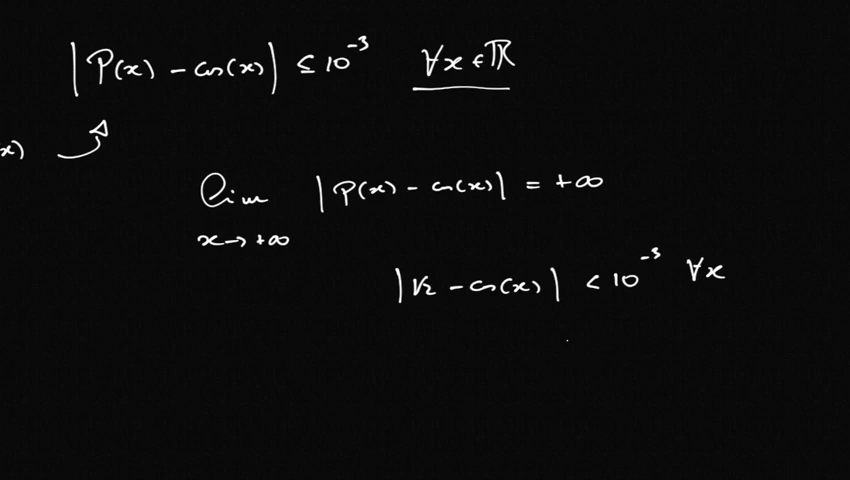 |P(x) - cos(x)| ≤ 10^-3 ∀x ∈ ℝ
x)
lim |P(x) - cos(x)| = +∞
x → +∞
|k - cos(x)| < 10^-3 ∀x